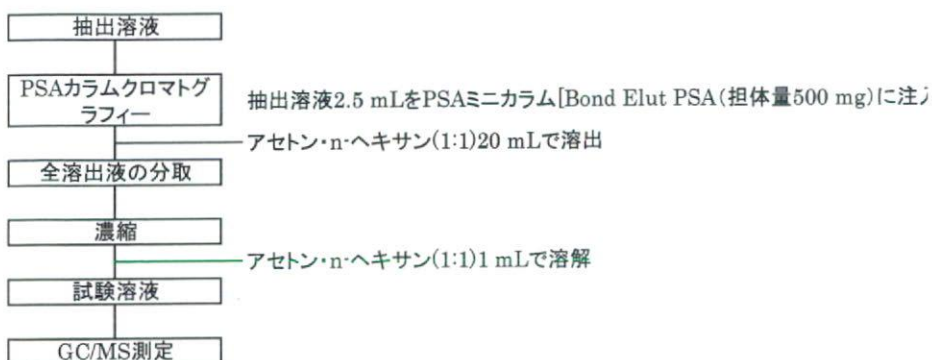 抽出溶液
PSAカラムクロマトグ
ラフィー
抽出溶液2.5 mLをPSAミニカラム[Bond Elut PSA(担体量500 mg)に注
アセトン・n-ヘキサン(1:1)20 mLで溶出
全溶出液の分取
濃縮
アセトン・n-ヘキサン(1:1)1 mLで溶解
試験溶液
GC/MS測定